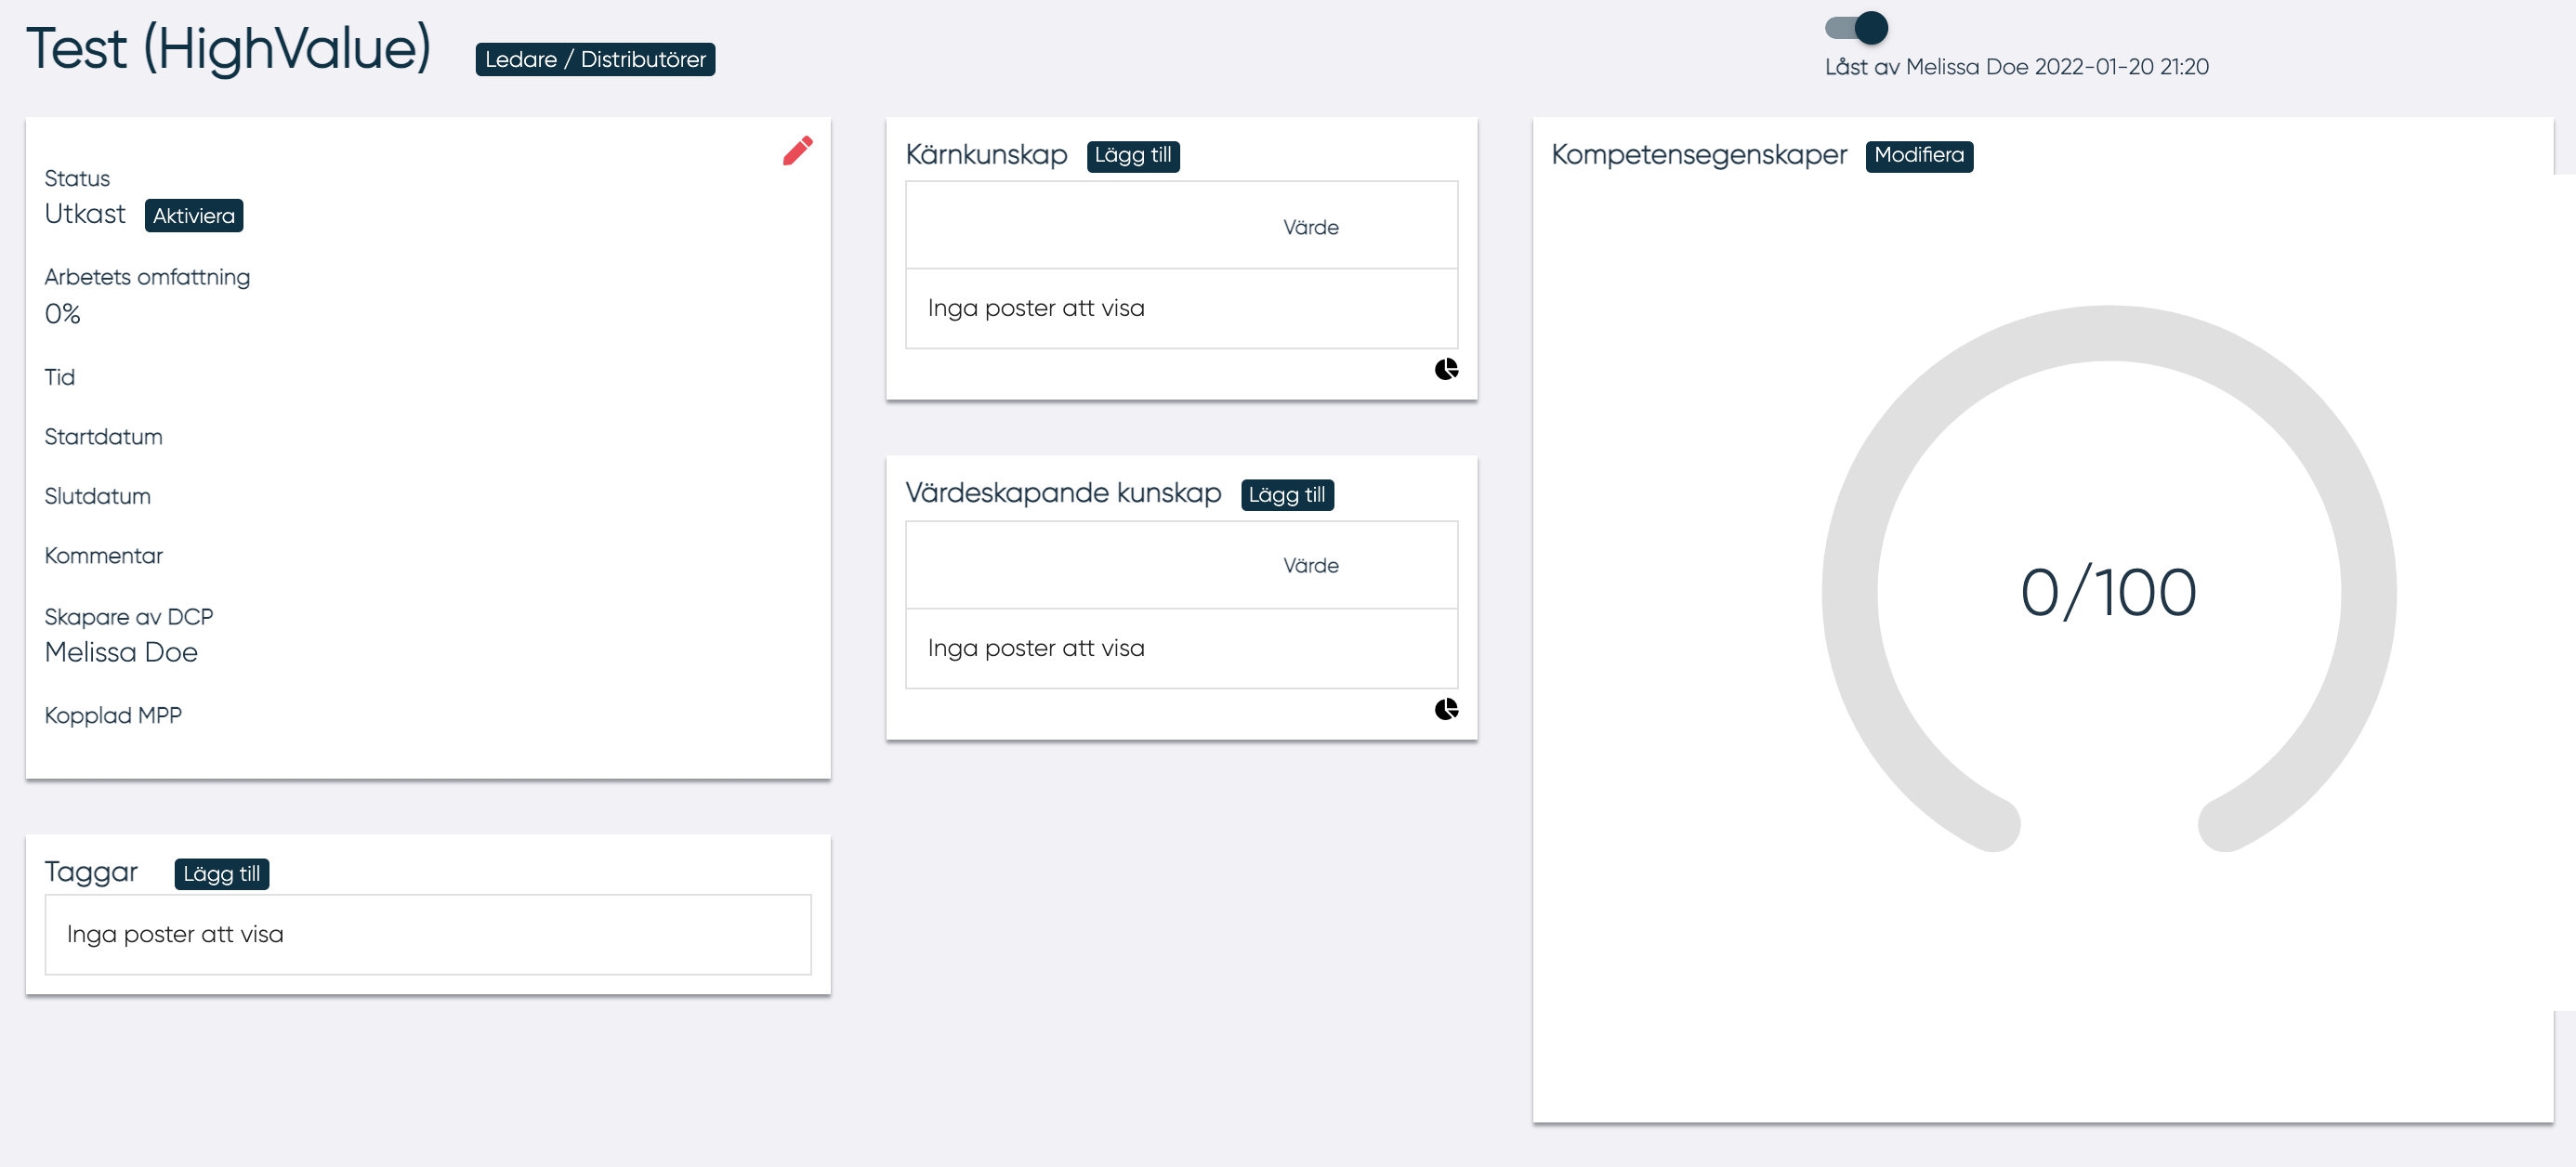 Test (HighValue)
Ledare / Distributörer
Låst av Melissa Doe 2022-01-20 21:20
Status
Utkast
Aktiviera
Arbetets omfattning
0%
Tid
Startdatum
Slutdatum
Kommentar
Skapare av DCP
Melissa Doe
Kopplad MPP
Taggar
Lägg till
Inga poster att visa
Kärnkunskap
Lägg till
Värde
Inga poster att visa
Värdeskapande kunskap
Lägg till
Värde
Inga poster att visa
Kompetensegenskaper
Modifiera
0/100